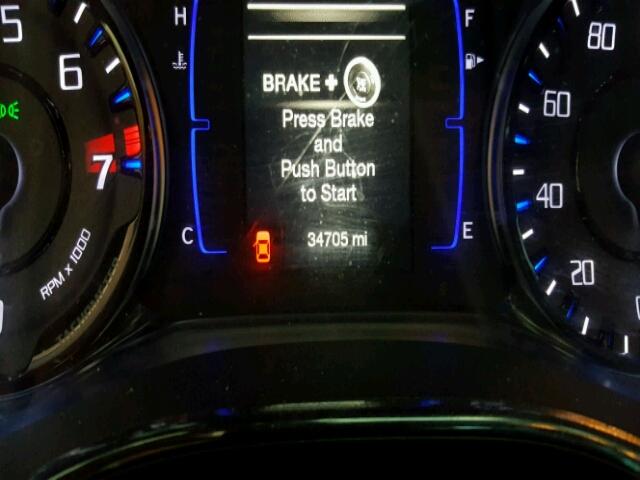 5
6
7
RPM x 1000
H
C
BRAKE +
Press Brake
and
Push Button
to Start
34705 mi
F
E
80
60
40
20